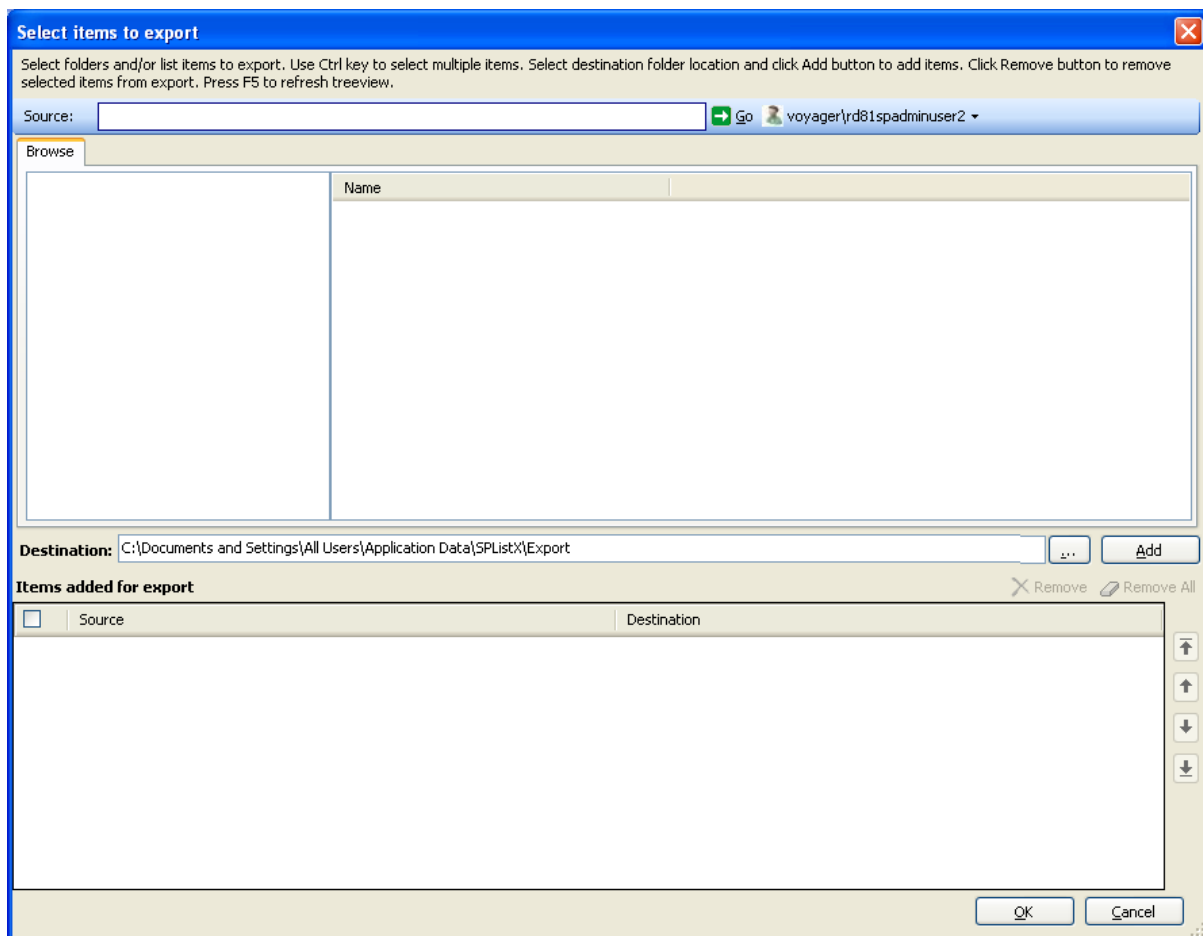 Select items to export
Select folders and/or list items to export. Use Ctrl key to select multiple items. Select destination folder location and click Add button to add items. Click Remove button to remove
selected items from export. Press F5 to refresh treeview.
Source: Go voyager\rd81spadminuser2
Browse
Name
Destination: C:\Documents and Settings\All Users\Application Data\SPListX\Export ... Add
Items added for export Remove Remove All
Source Destination
OK Cancel